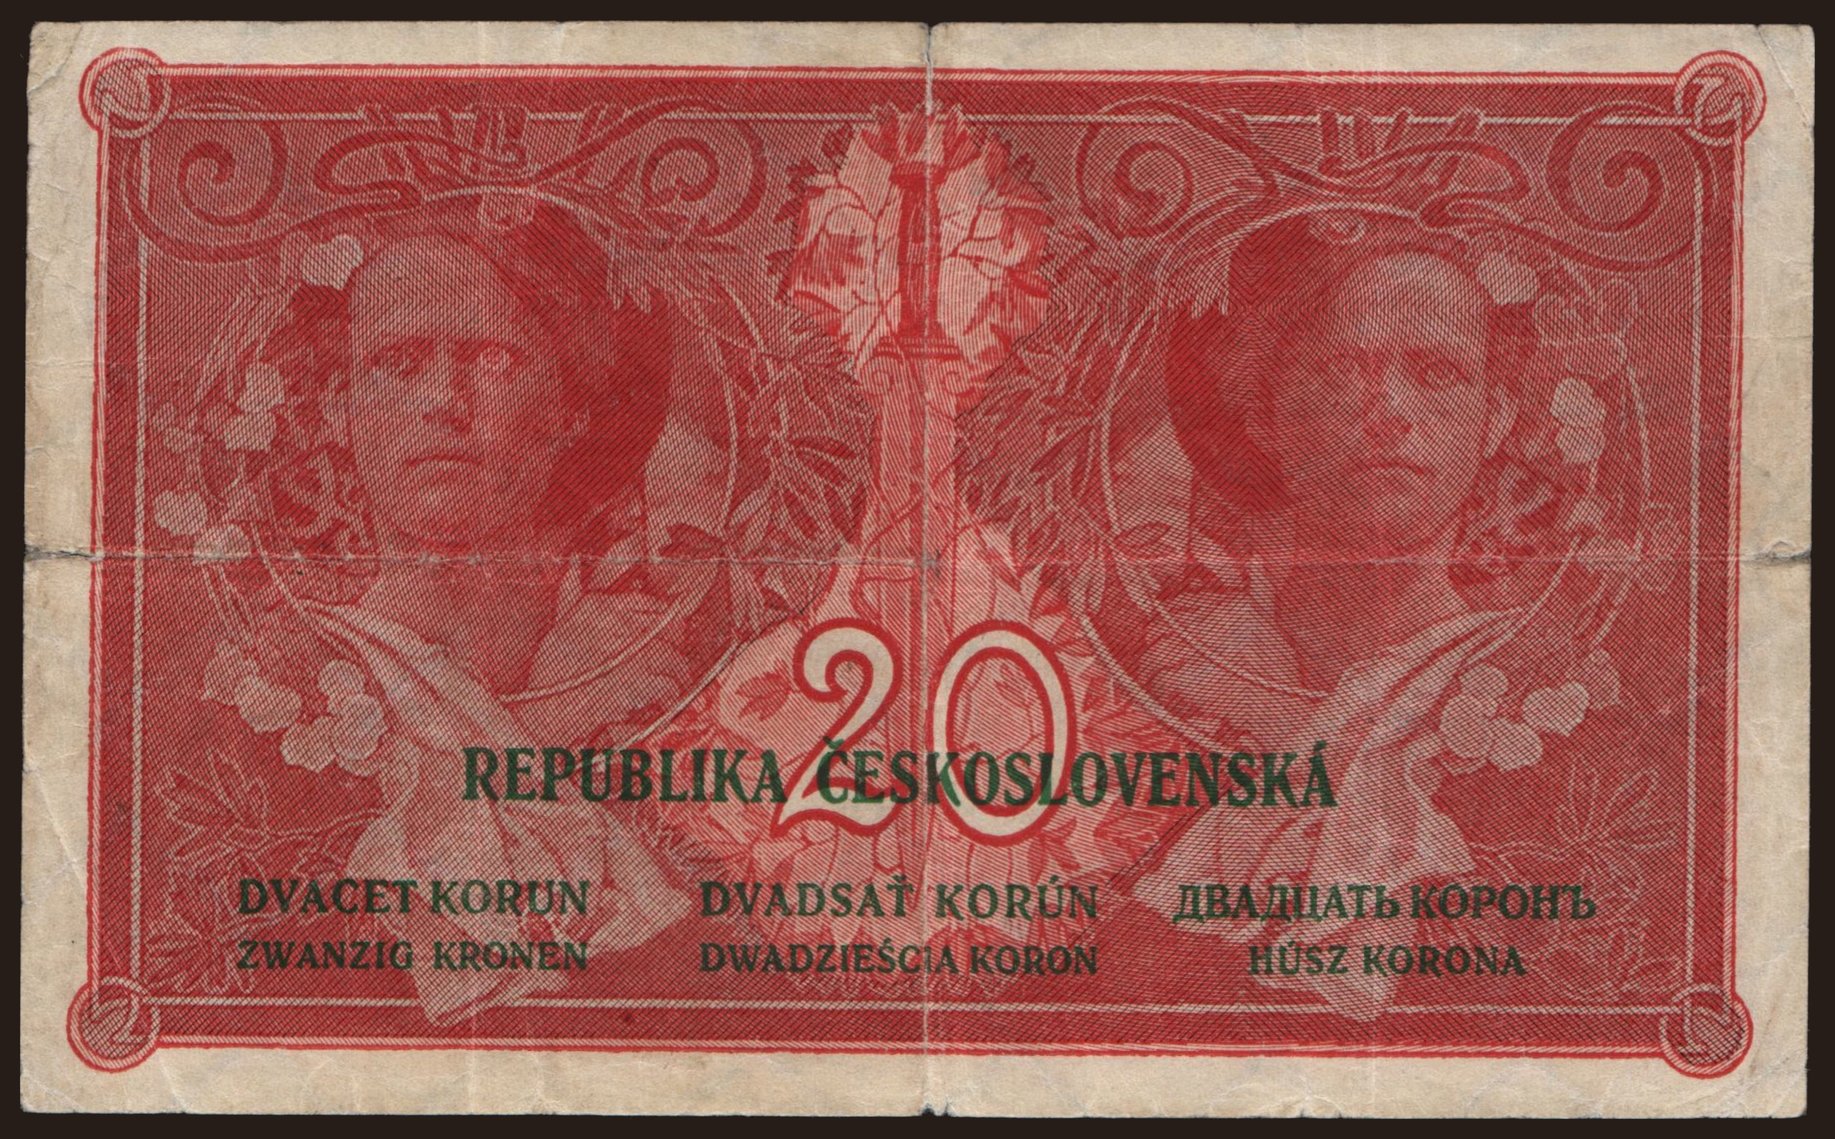 20
REPUBLIKA ČESKOSLOVENSKÁ
DVACET KORUN
ZWANZIG KRONEN
DVADSAŤ KORÚN
DWADZIEŚCIA KORON
ДВАДЦАТЬ КОРОНЪ
HÚSZ KORONA